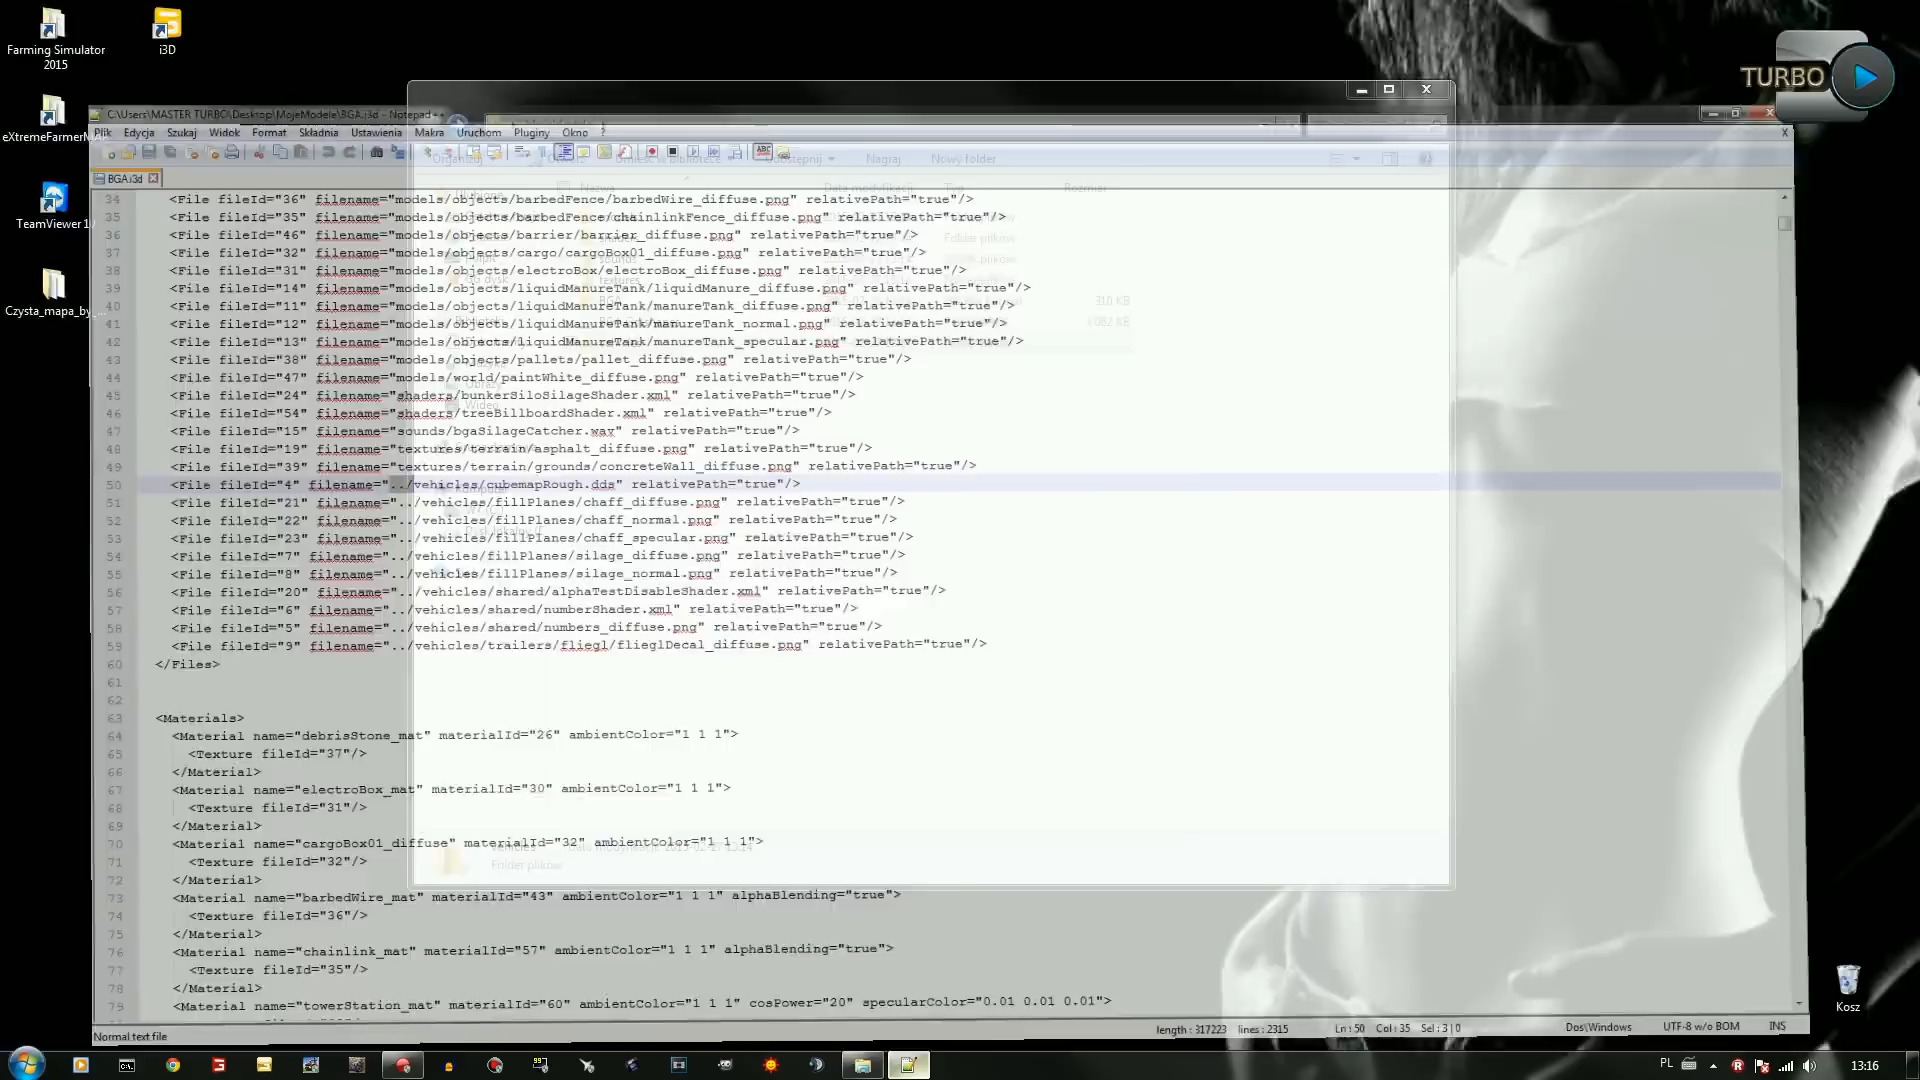 Farming Simulator
2015
i3D
TURBO
eXtremeFarmerM
TeamViewer 1
Czysta_mapa_by_...
C:\Users\MASTER TURBO\Desktop\MojeModele\BGA.i3d - Notepad++
Plik Edycja Szukaj Widok Format Składnia Ustawienia Makra Uruchom Pluginy Okno ?
Nagraj Nowy folder
BGA.i3d
34 <File fileId="36" filename="models/objects/barbedFence/barbedWire_diffuse.png" relativePath="true"/>
35 <File fileId="35" filename="models/objects/barbedFence/chainlinkFence_diffuse.png" relativePath="true"/>
36 <File fileId="46" filename="models/objects/barrier/barrier_diffuse.png" relativePath="true"/>
37 <File fileId="32" filename="models/objects/cargo/cargoBox01_diffuse.png" relativePath="true"/>
38 <File fileId="31" filename="models/objects/electroBox/electroBox_diffuse.png" relativePath="true"/>
39 <File fileId="14" filename="models/objects/liquidManureTank/liquidManure_diffuse.png" relativePath="true"/>
40 <File fileId="11" filename="models/objects/liquidManureTank/manureTank_diffuse.png" relativePath="true"/>
41 <File fileId="12" filename="models/objects/liquidManureTank/manureTank_normal.png" relativePath="true"/>
42 <File fileId="13" filename="models/objects/liquidManureTank/manureTank_specular.png" relativePath="true"/>
43 <File fileId="38" filename="models/objects/pallets/pallet_diffuse.png" relativePath="true"/>
44 <File fileId="47" filename="models/world/paintWhite_diffuse.png" relativePath="true"/>
45 <File fileId="24" filename="shaders/bunkerSiloSilageShader.xml" relativePath="true"/>
46 <File fileId="54" filename="shaders/treeBillboardShader.xml" relativePath="true"/>
47 <File fileId="15" filename="sounds/bgaSilageCatcher.wav" relativePath="true"/>
48 <File fileId="19" filename="textures/terrain/asphalt_diffuse.png" relativePath="true"/>
49 <File fileId="39" filename="textures/terrain/grounds/concreteWall_diffuse.png" relativePath="true"/>
50 <File fileId="4" filename="../vehicles/cubemapRough.dds" relativePath="true"/>
51 <File fileId="21" filename="../vehicles/fillPlanes/chaff_diffuse.png" relativePath="true"/>
52 <File fileId="22" filename="../vehicles/fillPlanes/chaff_normal.png" relativePath="true"/>
53 <File fileId="23" filename="../vehicles/fillPlanes/chaff_specular.png" relativePath="true"/>
54 <File fileId="7" filename="../vehicles/fillPlanes/silage_diffuse.png" relativePath="true"/>
55 <File fileId="8" filename="../vehicles/fillPlanes/silage_normal.png" relativePath="true"/>
56 <File fileId="20" filename="../vehicles/shared/alphaTestDisableShader.xml" relativePath="true"/>
57 <File fileId="6" filename="../vehicles/shared/numberShader.xml" relativePath="true"/>
58 <File fileId="5" filename="../vehicles/shared/numbers_diffuse.png" relativePath="true"/>
59 <File fileId="9" filename="../vehicles/trailers/fliegl/flieglDecal_diffuse.png" relativePath="true"/>
60 </Files>
61
62
63 <Materials>
64 <Material name="debrisStone_mat" materialId="26" ambientColor="1 1 1">
65 <Texture fileId="37"/>
66 </Material>
67 <Material name="electroBox_mat" materialId="30" ambientColor="1 1 1">
68 <Texture fileId="31"/>
69 </Material>
70 <Material name="cargoBox01_diffuse" materialId="32" ambientColor="1 1 1">
71 <Texture fileId="32"/>
72 </Material>
73 <Material name="barbedWire_mat" materialId="43" ambientColor="1 1 1" alphaBlending="true">
74 <Texture fileId="36"/>
75 </Material>
76 <Material name="chainlink_mat" materialId="57" ambientColor="1 1 1" alphaBlending="true">
77 <Texture fileId="35"/>
78 </Material>
79 <Material name="towerStation_mat" materialId="60" ambientColor="1 1 1" cosPower="20" specularColor="0.01 0.01 0.01">
Folder plików
Kosz
Normal text file length : 317223 lines : 2315 Ln : 50 Col : 35 Sel : 3 | 0 Dos\Windows UTF-8 w/o BOM INS
PL 13:16